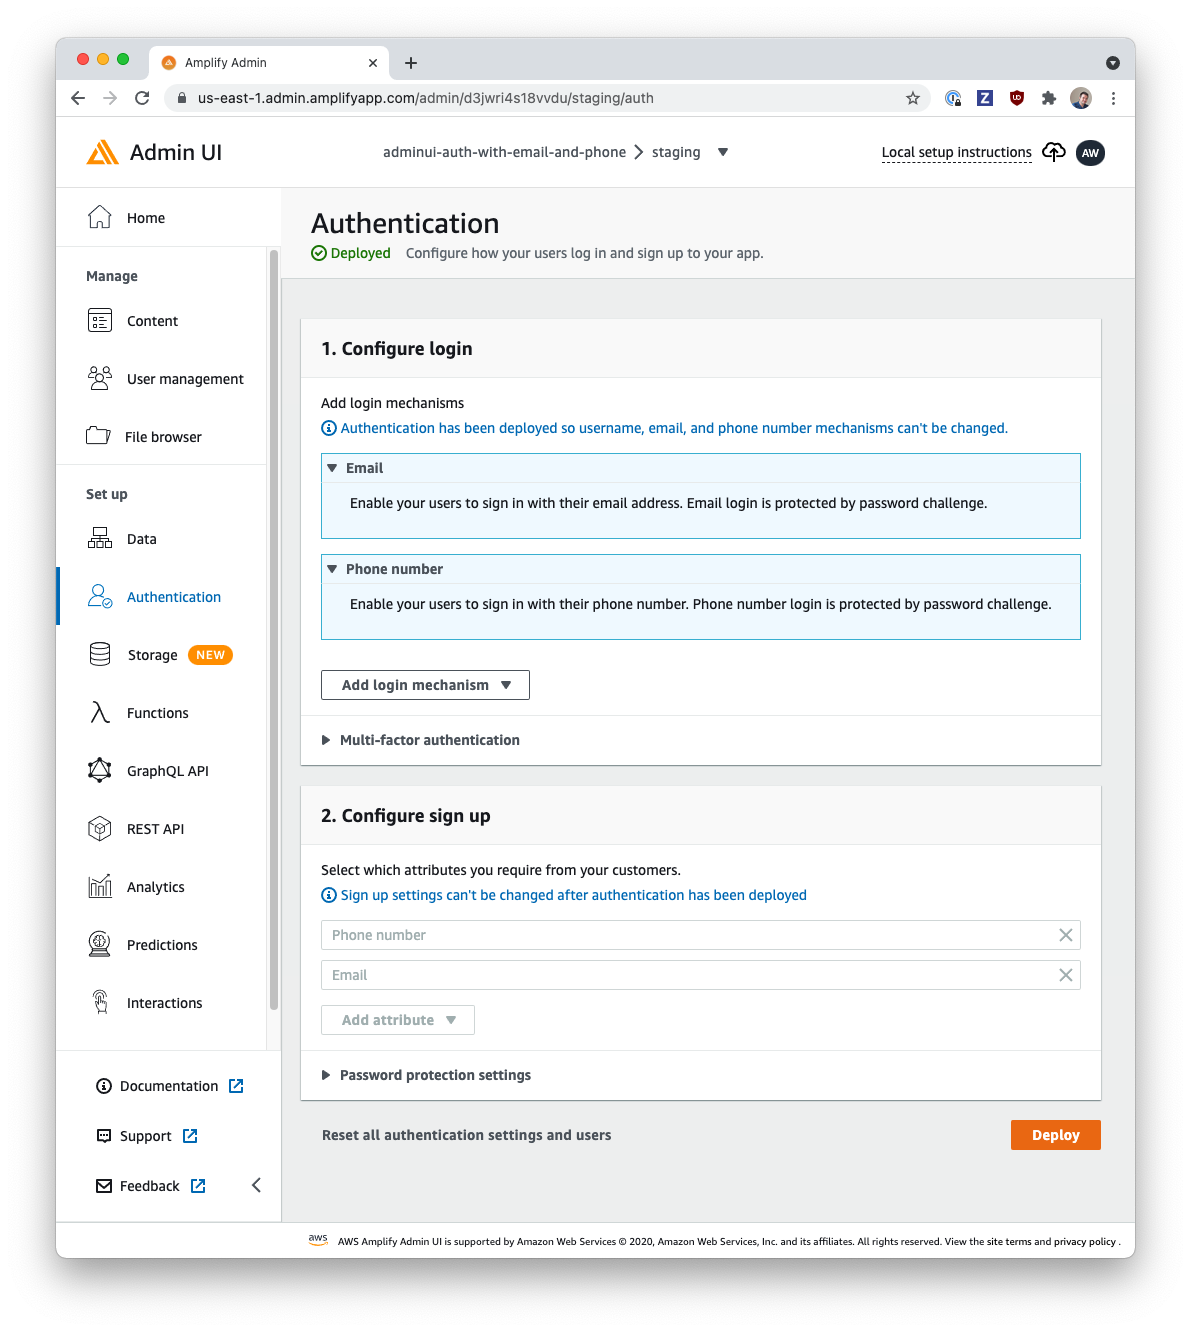 Amplify Admin
us-east-1.admin.amplifyapp.com/admin/d3jwri4s18vvdu/staging/auth
Admin UI
adminui-auth-with-email-and-phone
staging
Local setup instructions
AW
Home
Manage
Content
User management
File browser
Set up
Data
Authentication
Storage NEW
Functions
GraphQL API
REST API
Analytics
Predictions
Interactions
Documentation
Support
Feedback
Authentication
Deployed Configure how your users log in and sign up to your app.
1. Configure login
Add login mechanisms
Authentication has been deployed so username, email, and phone number mechanisms can't be changed.
Email
Enable your users to sign in with their email address. Email login is protected by password challenge.
Phone number
Enable your users to sign in with their phone number. Phone number login is protected by password challenge.
Add login mechanism
Multi-factor authentication
2. Configure sign up
Select which attributes you require from your customers.
Sign up settings can't be changed after authentication has been deployed
Phone number
Email
Add attribute
Password protection settings
Reset all authentication settings and users
Deploy
aws AWS Amplify Admin UI is supported by Amazon Web Services © 2020, Amazon Web Services, Inc. and its affiliates. All rights reserved. View the site terms and privacy policy .